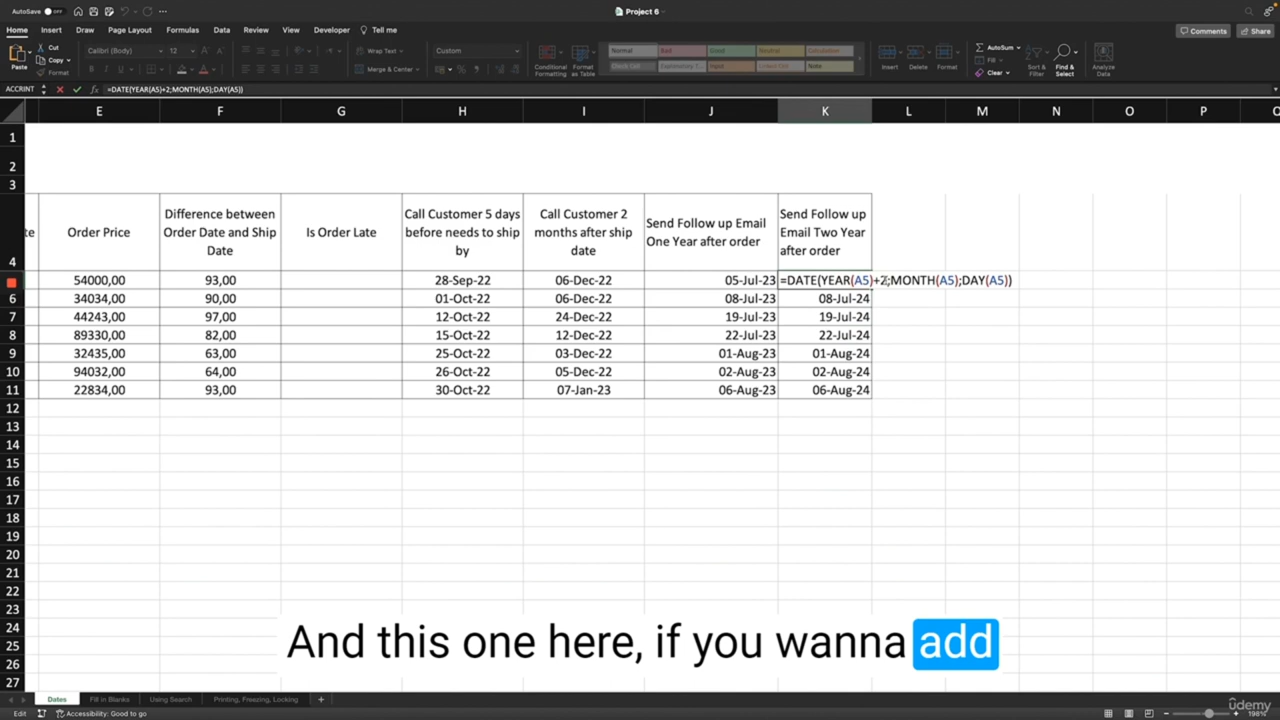 AutoSave OFF
Project 6
Home Insert Draw Page Layout Formulas Data Review View Developer Tell me
Comments Share
Paste Cut Copy Format
Calibri (Body) 12
Wrap Text
Merge & Center
Custom
Conditional Formatting
Format as Table
Normal Bad Good Neutral Calculation
Check Cell Explanatory T... Input Linked Cell Note
Insert Delete Format
AutoSum Fill Clear
Sort & Filter
Find & Select
Analyze Data
ACCRINT fx =DATE(YEAR(A5)+2;MONTH(A5);DAY(A5))
E F G H I J K L M N O P
1
2
3
4 te Order Price Difference between Order Date and Ship Date Is Order Late Call Customer 5 days before needs to ship by Call Customer 2 months after ship date Send Follow up Email One Year after order Send Follow up Email Two Year after order
54000,00 93,00 28-Sep-22 06-Dec-22 05-Jul-23 =DATE(YEAR(A5)+2;MONTH(A5);DAY(A5))
6 34034,00 90,00 01-Oct-22 06-Dec-22 08-Jul-23 08-Jul-24
7 44243,00 97,00 12-Oct-22 24-Dec-22 19-Jul-23 19-Jul-24
8 89330,00 82,00 15-Oct-22 12-Dec-22 22-Jul-23 22-Jul-24
9 32435,00 63,00 25-Oct-22 03-Dec-22 01-Aug-23 01-Aug-24
10 94032,00 64,00 26-Oct-22 05-Dec-22 02-Aug-23 02-Aug-24
11 22834,00 93,00 30-Oct-22 07-Jan-23 06-Aug-23 06-Aug-24
12
13
14
15
16
17
18
19
20
21
22
23
24
25
26
27
And this one here, if you wanna add
Dates Fill in Blanks Using Search Printing, Freezing, Locking +
Edit Accessibility: Good to go
198%
udemy